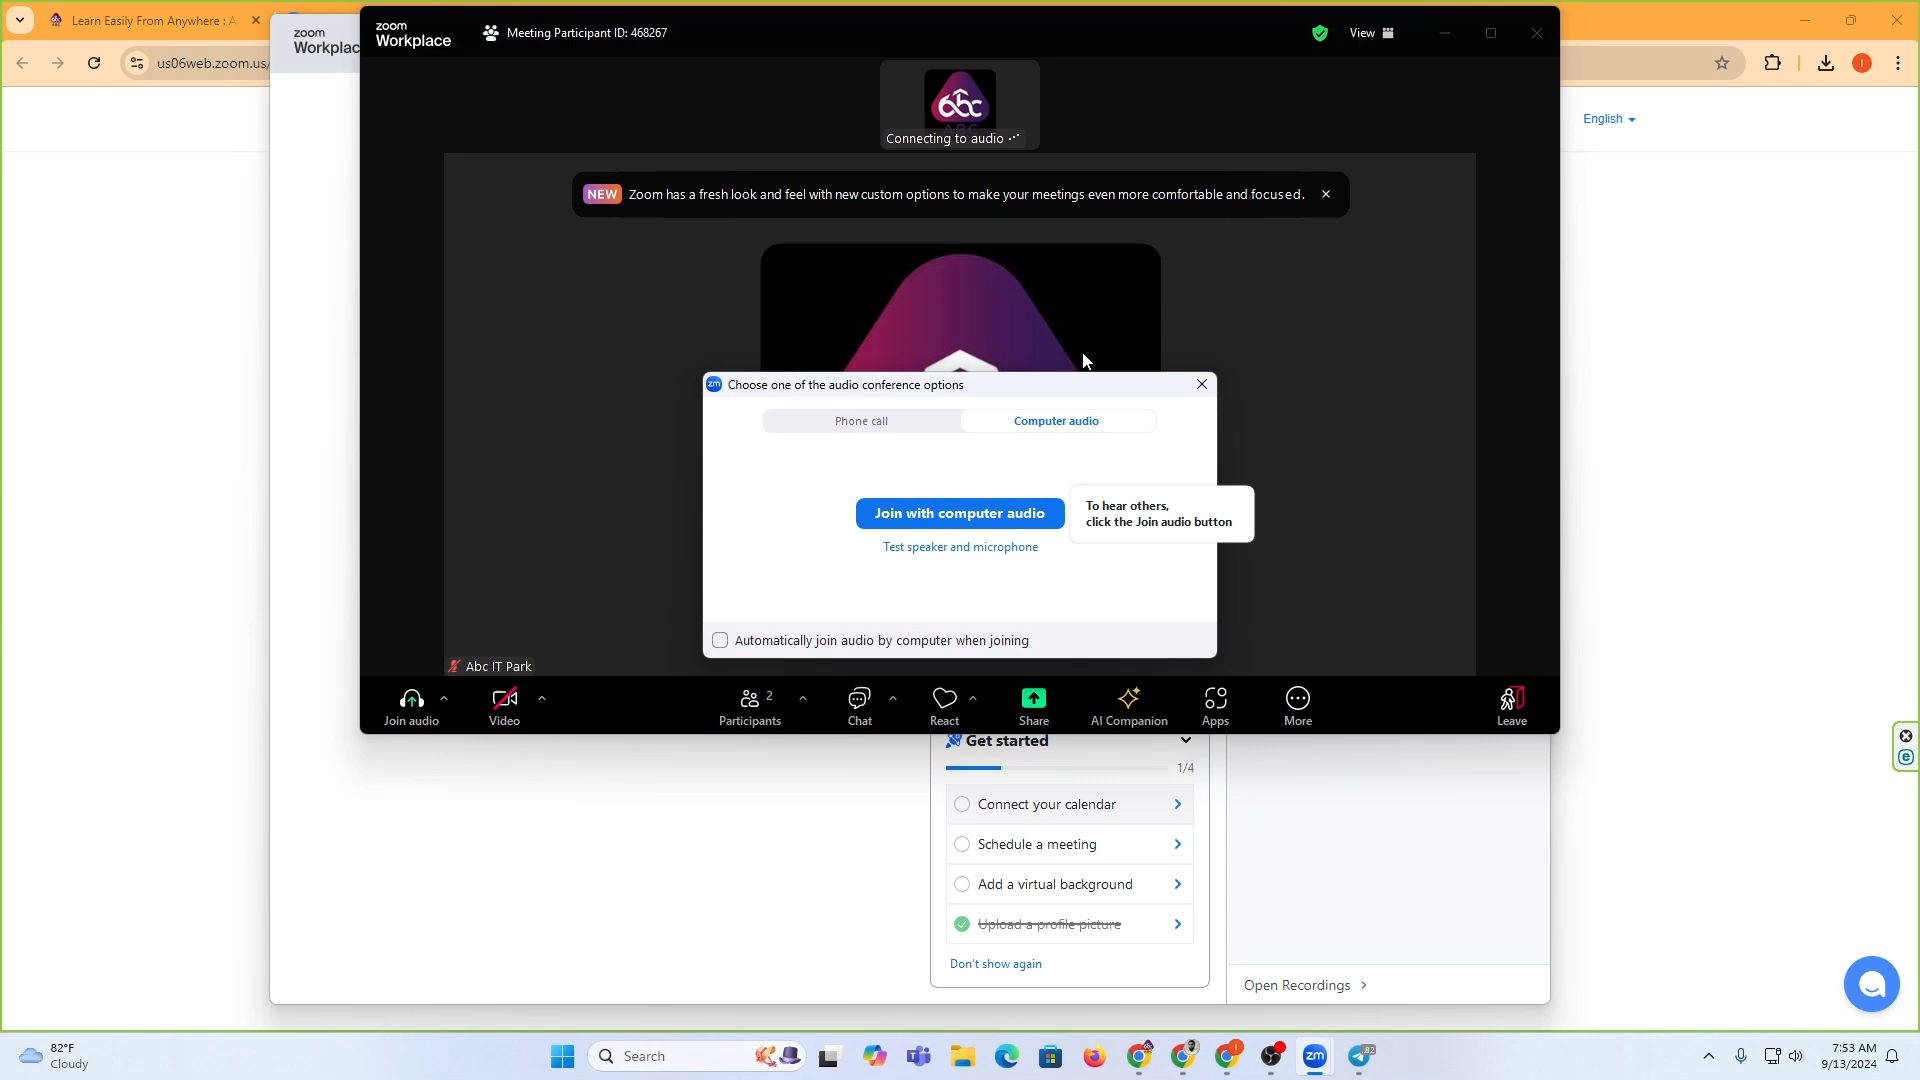 Learn Easily From Anywhere : A
us06web.zoom.us/
zoom
Workplac
zoom
Workplace
Meeting Participant ID: 468267
View
English
abc
Connecting to audio
NEW Zoom has a fresh look and feel with new custom options to make your meetings even more comfortable and focused.
zm Choose one of the audio conference options
Phone call
Computer audio
Join with computer audio
To hear others,
click the Join audio button
Test speaker and microphone
Automatically join audio by computer when joining
Abc IT Park
Join audio
Video
2
Participants
Chat
React
Share
AI Companion
Apps
More
Leave
Get started
1/4
Connect your calendar
Schedule a meeting
Add a virtual background
Upload a profile picture
Don't show again
Open Recordings
82°F
Cloudy
Search
zm
82
7:53 AM
9/13/2024